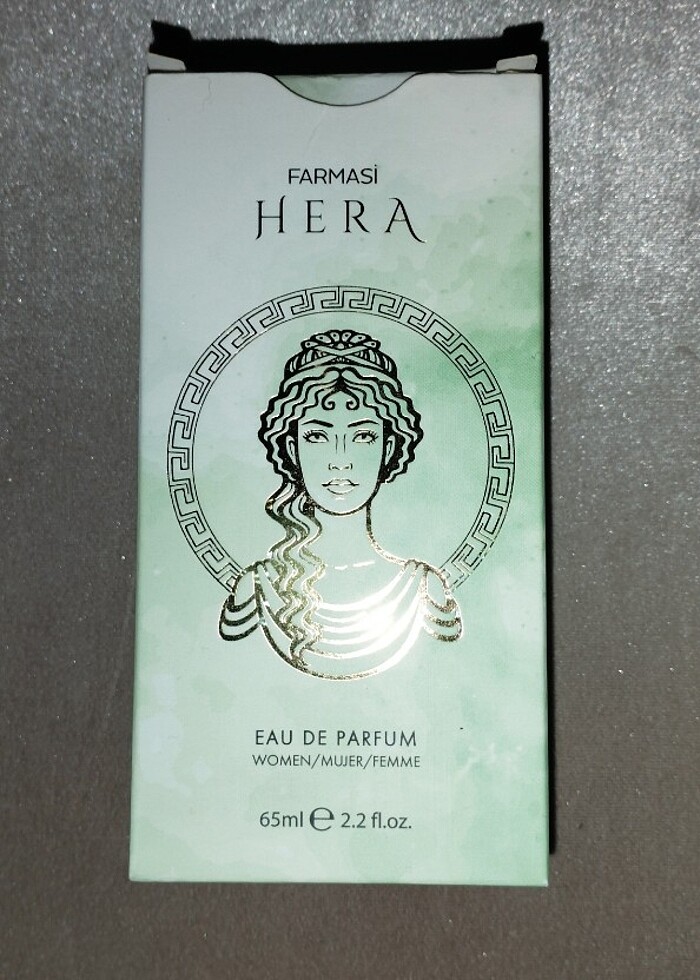 FARMASİ
HERA
EAU DE PARFUM
WOMEN/MUJER/FEMME
65ml ℮ 2.2 fl.oz.